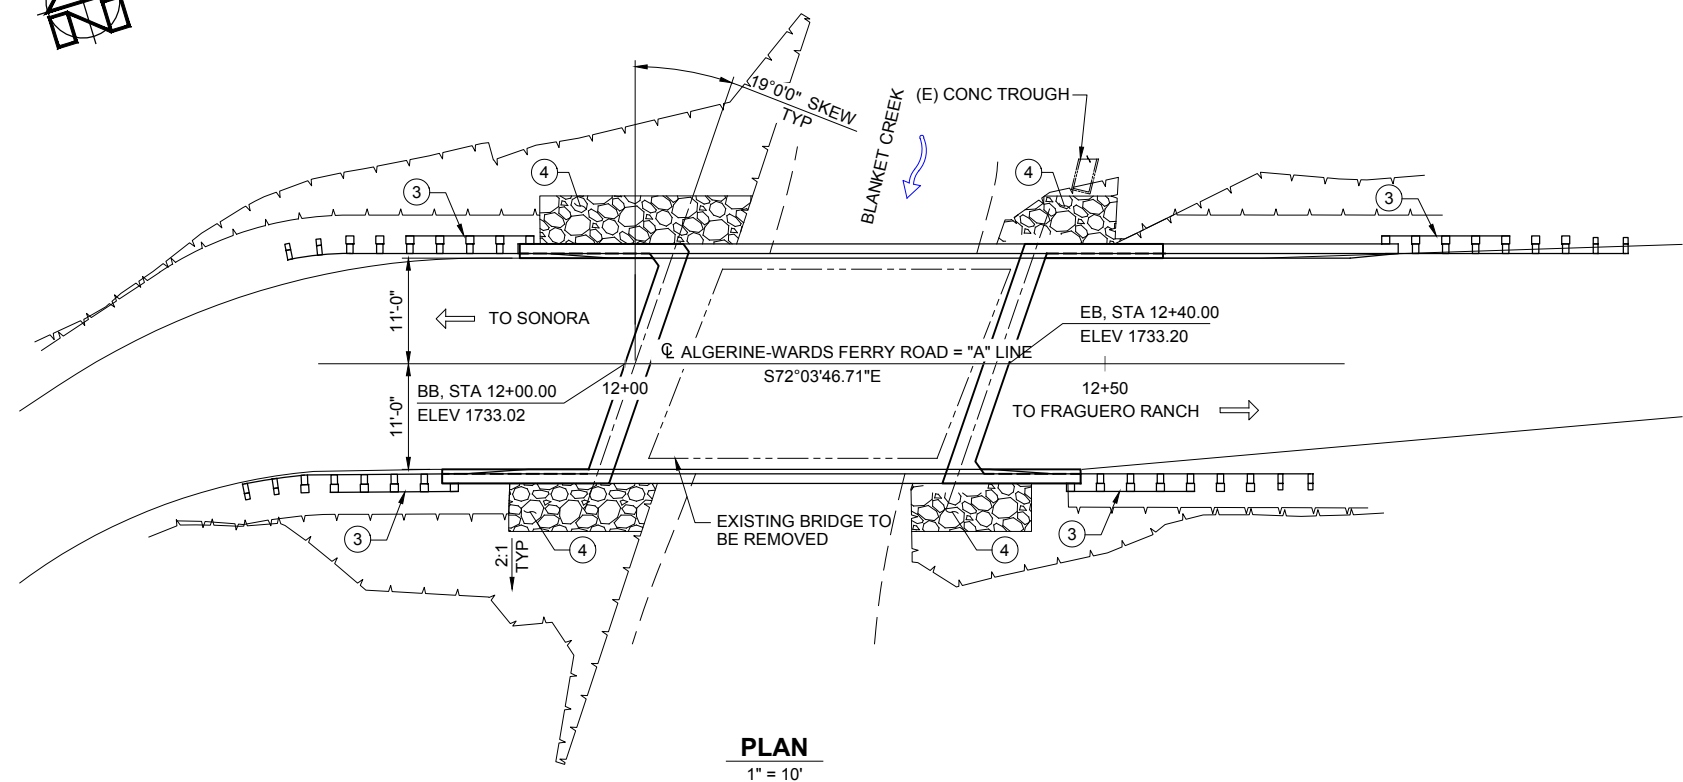 N
19°0'0" SKEW
TYP
BLANKET CREEK
(E) CONC TROUGH
4
4
3
3
11'-0"
TO SONORA
EB, STA 12+40.00
ELEV 1733.20
℄ ALGERINE-WARDS FERRY ROAD = "A" LINE
S72°03'46.71"E
BB, STA 12+00.00
ELEV 1733.02
12+00
12+50
TO FRAGUERO RANCH
11'-0"
EXISTING BRIDGE TO
BE REMOVED
3
2:1
TYP
4
4
3
PLAN
1" = 10'